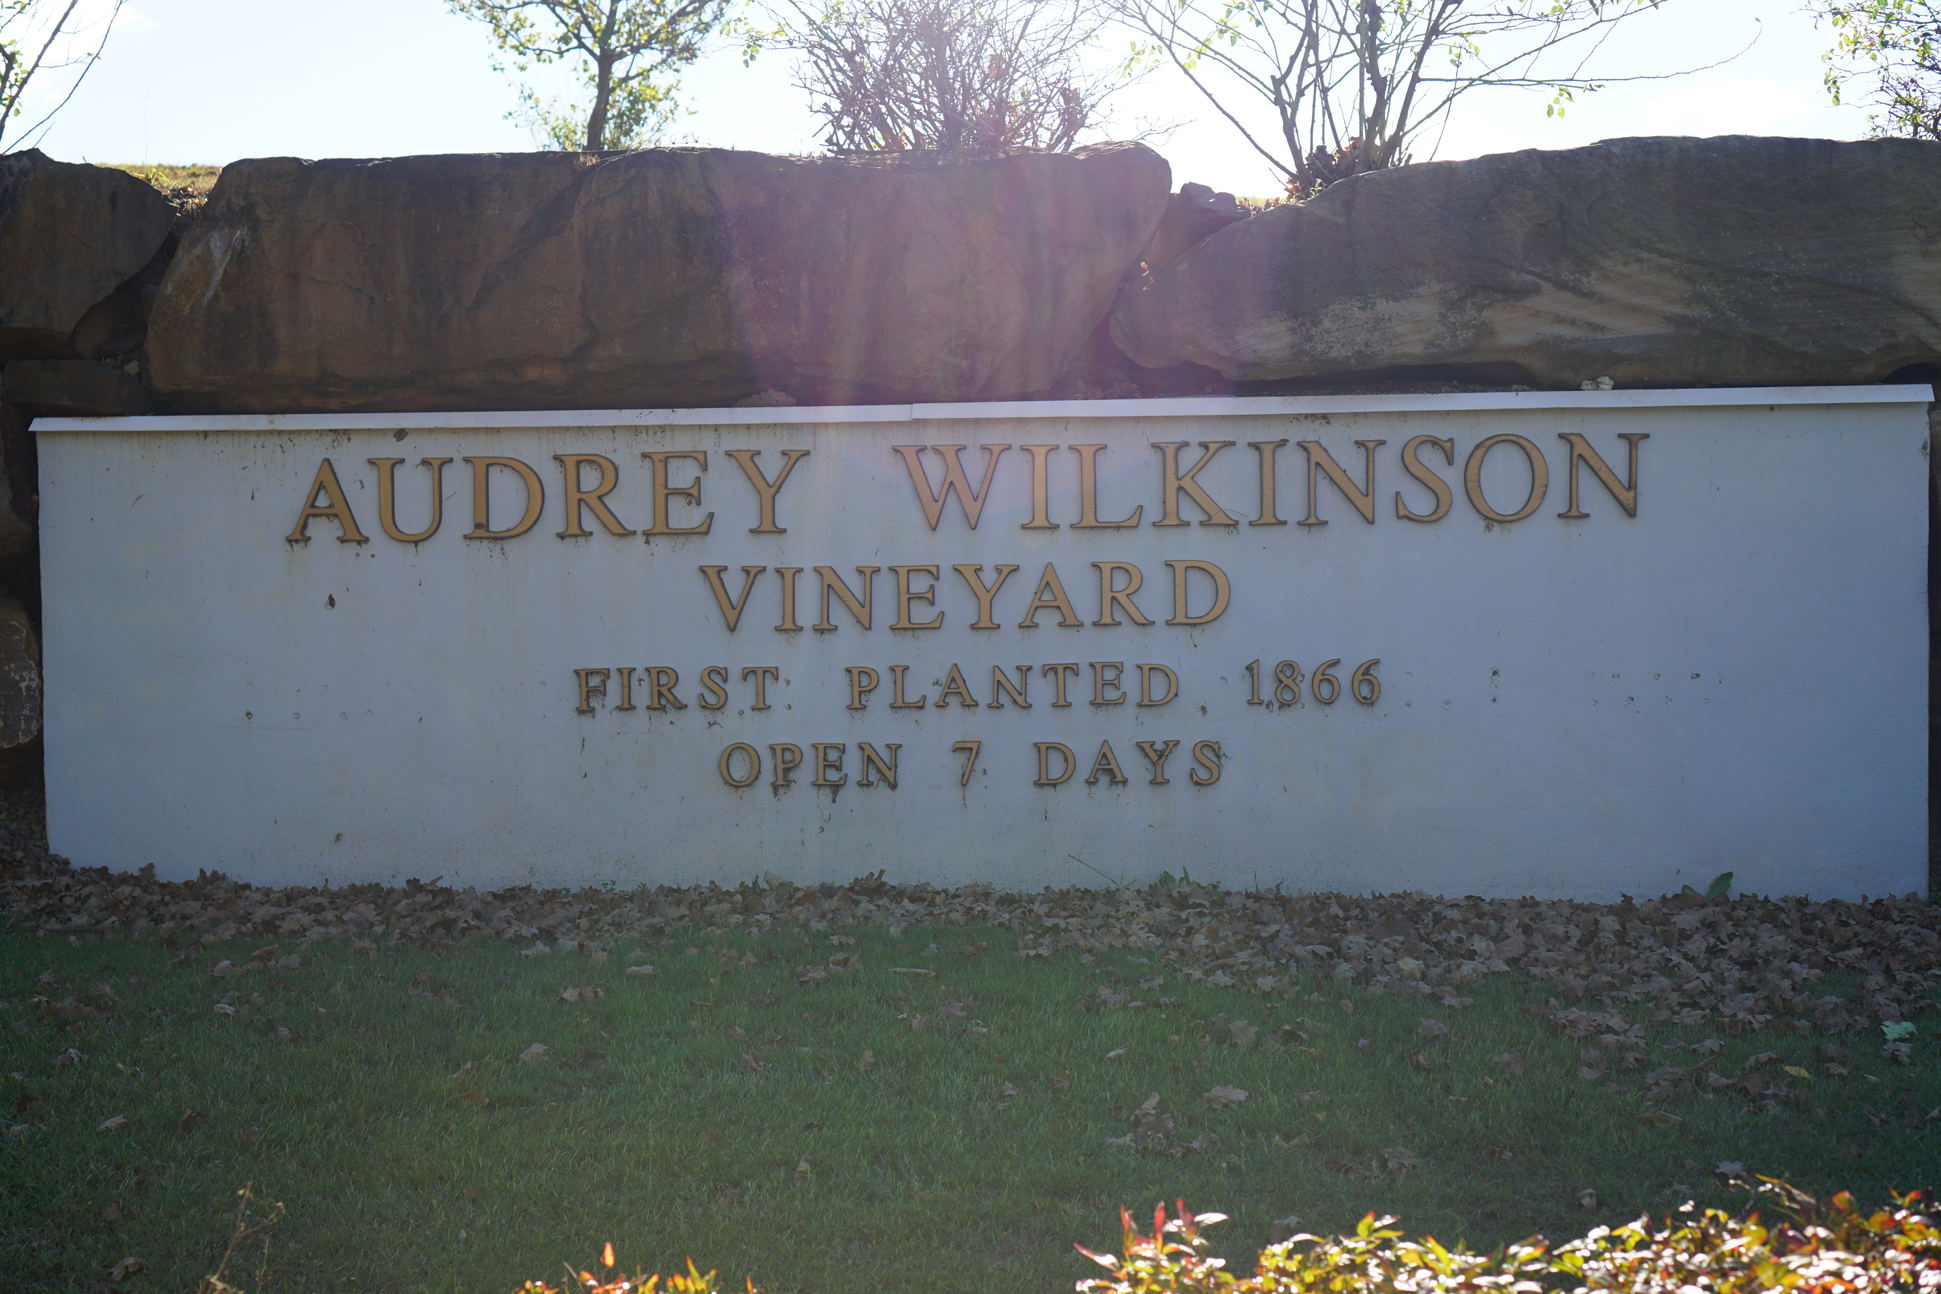 AUDREY WILKINSON
VINEYARD
FIRST PLANTED 1866
OPEN 7 DAYS